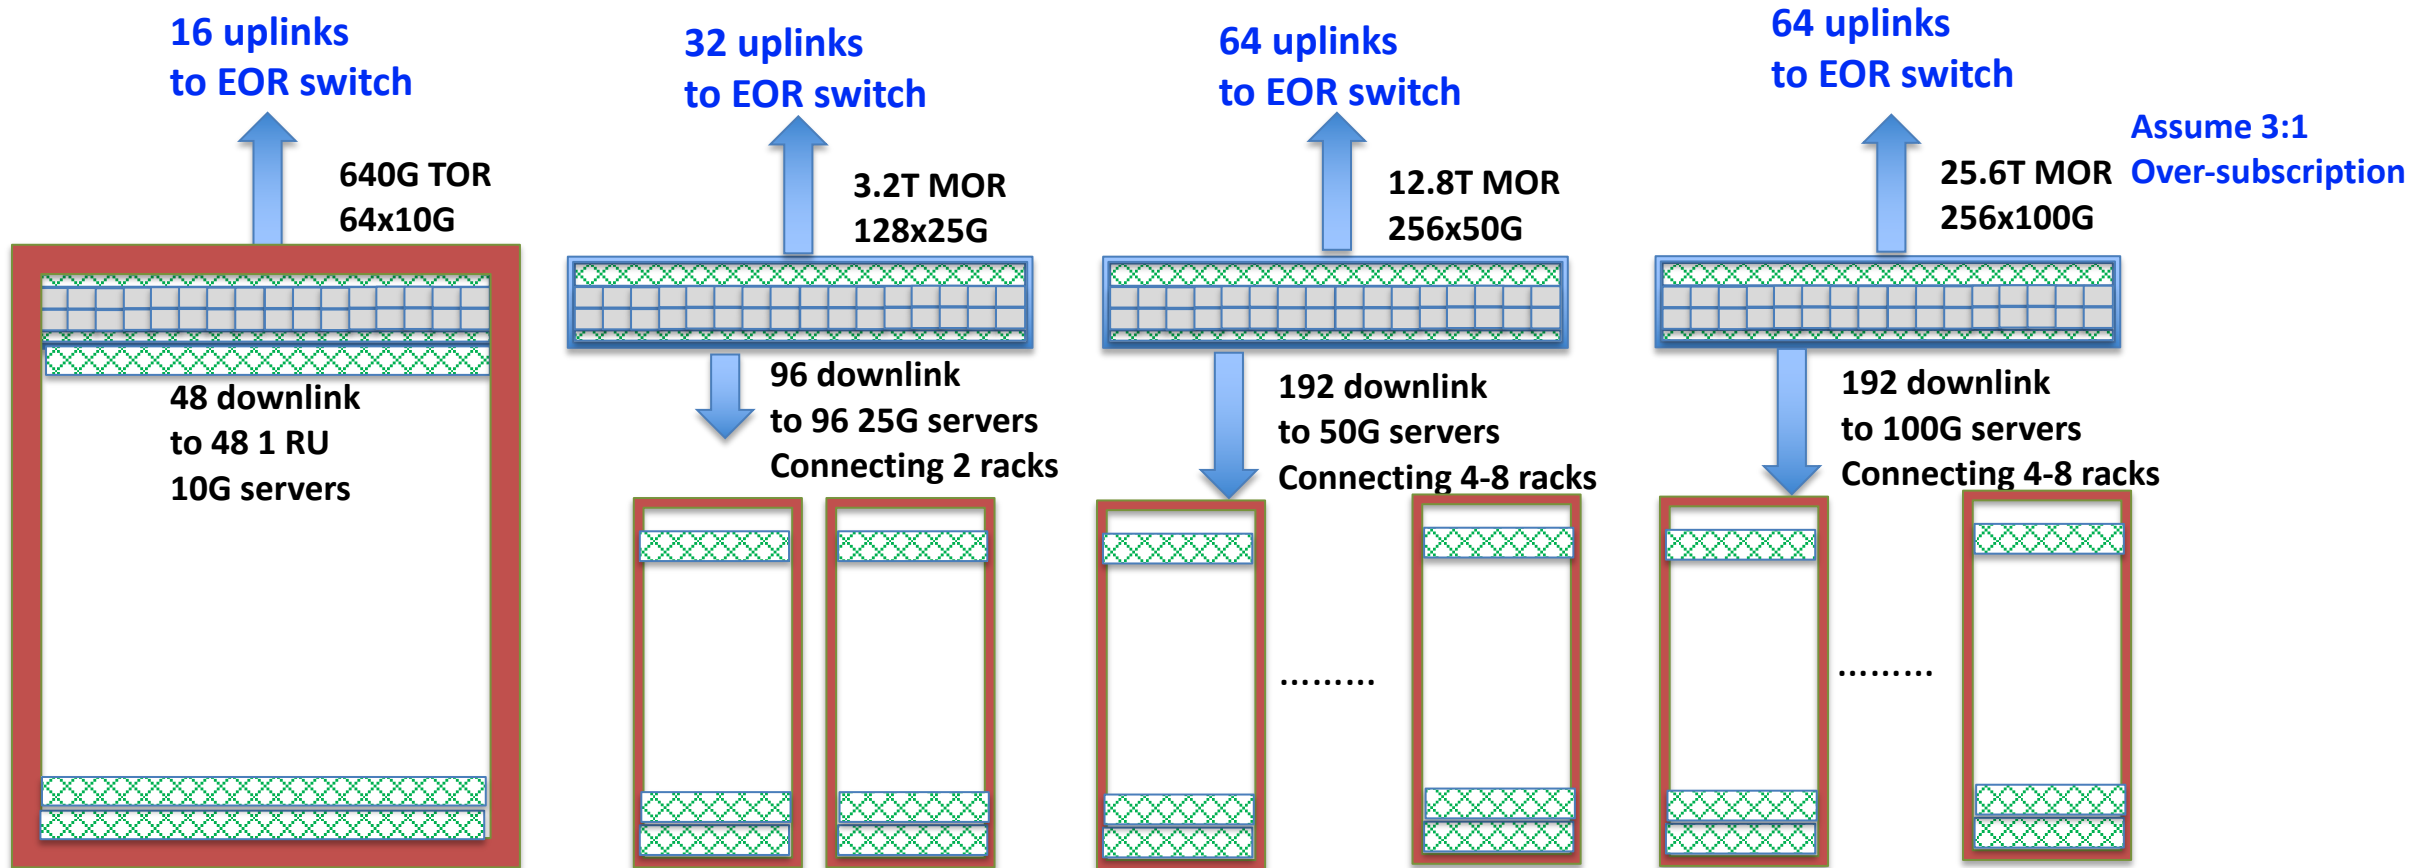 16 uplinks
to EOR switch
640G TOR
64x10G
48 downlink
to 48 1 RU
10G servers
32 uplinks
to EOR switch
3.2T MOR
128x25G
96 downlink
to 96 25G servers
Connecting 2 racks
64 uplinks
to EOR switch
12.8T MOR
256x50G
192 downlink
to 50G servers
Connecting 4-8 racks
.........
64 uplinks
to EOR switch
25.6T MOR
256x100G
192 downlink
to 100G servers
Connecting 4-8 racks
.........
Assume 3:1
Over-subscription